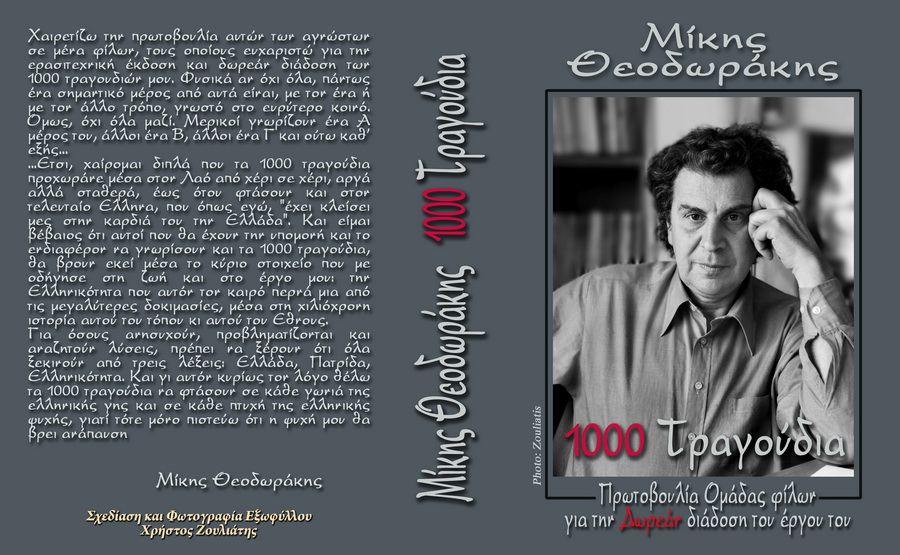 Χαιρετίζω την πρωτοβουλία αυτών των αγνώστων
σε μένα φίλων, τους οποίους ευχαριστώ για την
ερασιτεχνική έκδοση και δωρεάν διάδοση των
1000 τραγουδιών μου. Φυσικά αν όχι όλα, πάντως
ένα σημαντικό μέρος από αυτά είναι, με τον ένα ή
με τον άλλο τρόπο, γνωστό στο ευρύτερο κοινό.
Όμως, όχι όλα μαζί. Μερικοί γνωρίζουν ένα Α
μέρος του, άλλοι ένα Β, άλλοι ένα Γ και ούτω καθ'
εξής...
...Έτσι, χαίρομαι διπλά που τα 1000 τραγούδια
προχωράνε μέσα στον Λαό από χέρι σε χέρι, αργά
αλλά σταθερά, έως ότου φτάσουν και στον
τελευταίο Έλληνα, που όπως εγώ, "έχει κλείσει
μες στην καρδιά του την Ελλάδα". Και είμαι
βέβαιος ότι αυτοί που θα έχουν την υπομονή και το
ενδιαφέρον να γνωρίσουν και τα 1000 τραγούδια,
θα βρουν εκεί μέσα το κύριο στοιχείο που με
οδήγησε στη ζωή και στο έργο μου: την
Ελληνικότητα που αυτόν τον καιρό περνά μια από
τις μεγαλύτερες δοκιμασίες, μέσα στη χιλιόχρονη
ιστορία αυτού του τόπου κι αυτού του Έθνους.
Για όσους ανησυχούν, προβληματίζονται και
αναζητούν λύσεις, πρέπει να ξέρουν ότι όλα
ξεκινούν από τρεις λέξεις: Ελλάδα, Πατρίδα,
Ελληνικότητα. Και γι αυτόν κυρίως τον λόγο θέλω
τα 1000 τραγούδια να φτάσουν σε κάθε γωνιά της
ελληνικής γης και σε κάθε πτυχή της ελληνικής
ψυχής, γιατί τότε μόνο πιστεύω ότι η ψυχή μου θα
βρει ανάπαυση
Μίκης Θεοδωράκης
Σχεδίαση και Φωτογραφία Εξωφύλλου
Χρήστος Ζουλιάτης
Μίκης Θεοδωράκης 1000 Τραγούδια
Μίκης
Θεοδωράκης
Photo: Zouliatis
1000 Τραγούδια
Πρωτοβουλία Ομάδας φίλων
για την Δωρεάν διάδοση του έργου του